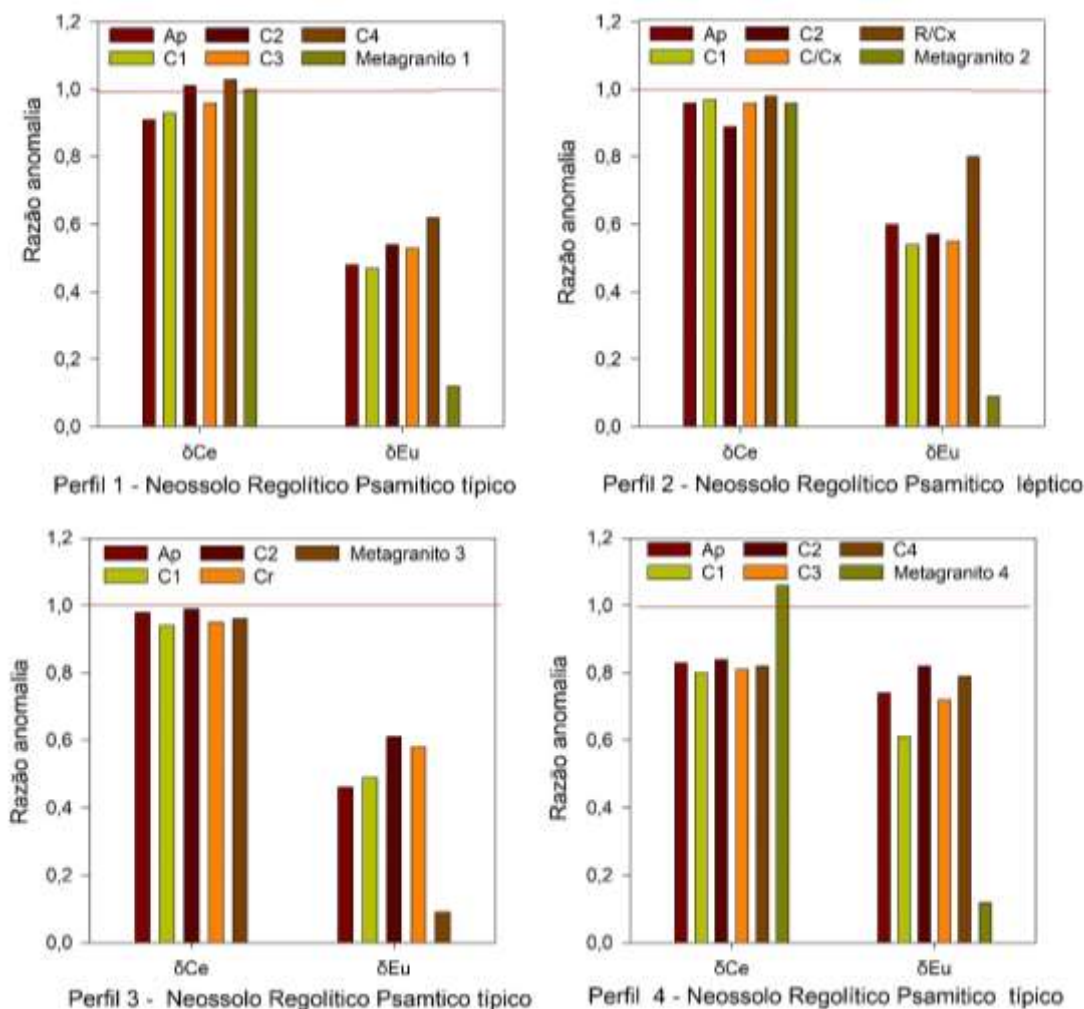 1,2
1,0
0,8
0,6
0,4
0,2
0,0
Razão anomalia
Ap C2 C4
C1 C3 Metagranito 1
δCe δEu
Perfil 1 - Neossolo Regolítico Psamitico típico
1,2
1,0
0,8
0,6
0,4
0,2
0,0
Razão anomalia
Ap C2 R/Cx
C1 C/Cx Metagranito 2
δCe δEu
Perfil 2 - Neossolo Regolítico Psamitico léptico
1,2
1,0
0,8
0,6
0,4
0,2
0,0
Razão anomalia
Ap C2 Metagranito 3
C1 Cr
δCe δEu
Perfil 3 - Neossolo Regolítico Psamtico típico
1,2
1,0
0,8
0,6
0,4
0,2
0,0
Razão anomalia
Ap C2 C4
C1 C3 Metagranito 4
δCe δEu
Perfil 4 - Neossolo Regolítico Psamitico típico